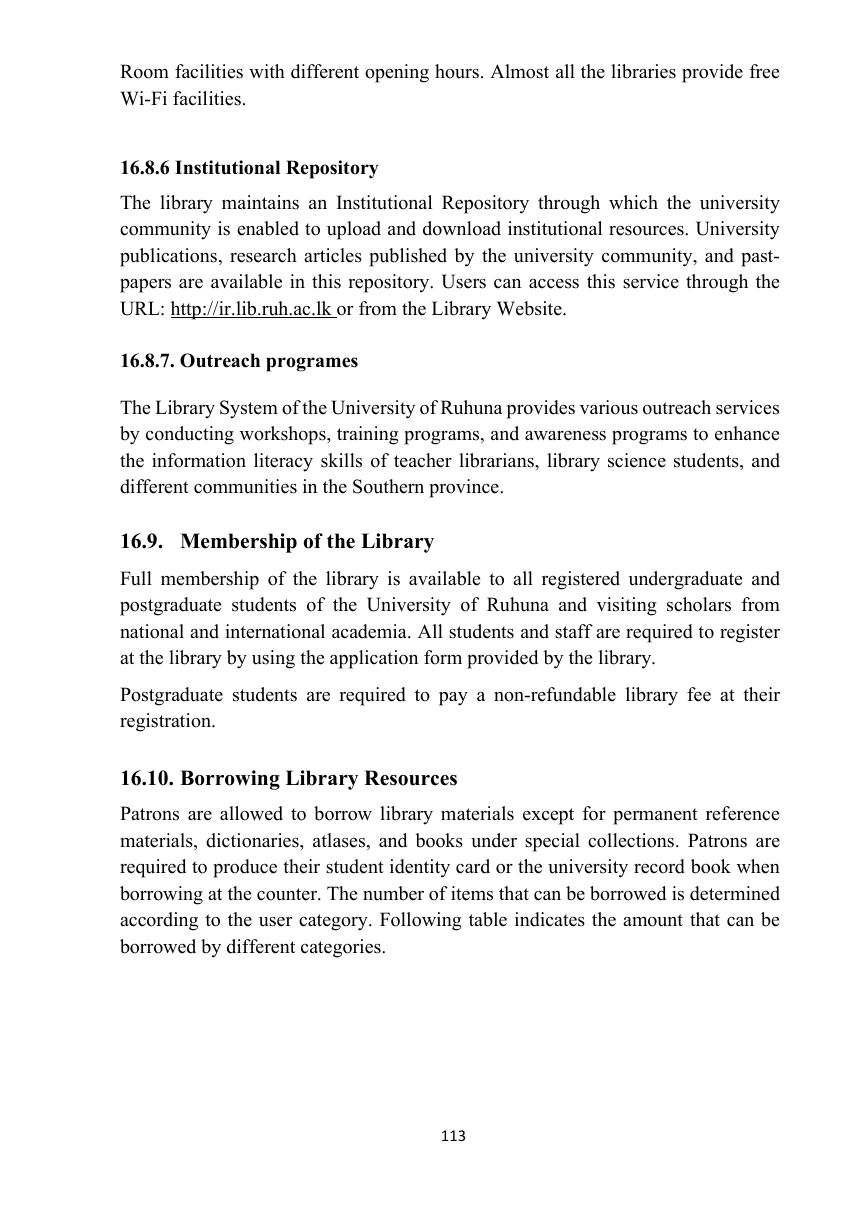 Room facilities with different opening hours. Almost all the libraries provide free
Wi-Fi facilities.
16.8.6 Institutional Repository
The library maintains an Institutional Repository through which the university
community is enabled to upload and download institutional resources. University
publications, research articles published by the university community, and past-
papers are available in this repository. Users can access this service through the
URL: http://ir.lib.ruh.ac.lk or from the Library Website.
16.8.7. Outreach programes
The Library System of the University of Ruhuna provides various outreach services
by conducting workshops, training programs, and awareness programs to enhance
the information literacy skills of teacher librarians, library science students, and
different communities in the Southern province.
16.9. Membership of the Library
Full membership of the library is available to all registered undergraduate and
postgraduate students of the University of Ruhuna and visiting scholars from
national and international academia. All students and staff are required to register
at the library by using the application form provided by the library.
Postgraduate students are required to pay a non-refundable library fee at their
registration.
16.10. Borrowing Library Resources
Patrons are allowed to borrow library materials except for permanent reference
materials, dictionaries, atlases, and books under special collections. Patrons are
required to produce their student identity card or the university record book when
borrowing at the counter. The number of items that can be borrowed is determined
according to the user category. Following table indicates the amount that can be
borrowed by different categories.
113